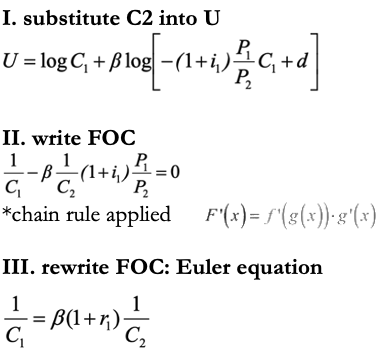 I. substitute C2 into U
U = log C₁ + β log[-(1+i₁) P₁/P₂ C₁ + d]
II. write FOC
1/C₁ - β 1/C₂ (1+i₁) P₁/P₂ = 0
*chain rule applied F'(x) = f'(g(x))·g'(x)
III. rewrite FOC: Euler equation
1/C₁ = β(1+r₁) 1/C₂